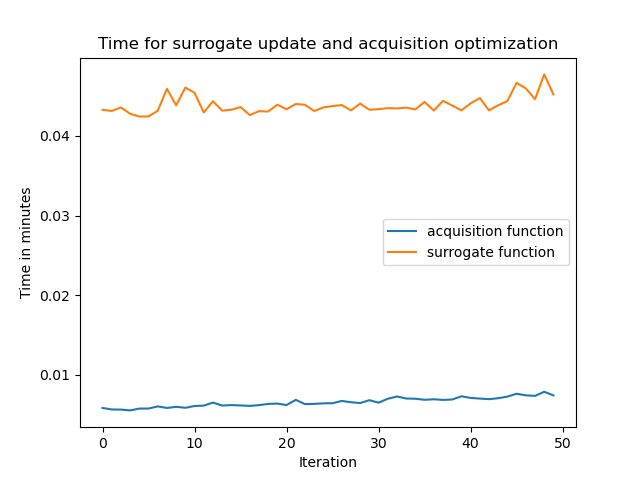 Time for surrogate update and acquisition optimization
0.04
0.03
0.02
0.01
Time in minutes
acquisition function
surrogate function
0 10 20 30 40 50
Iteration